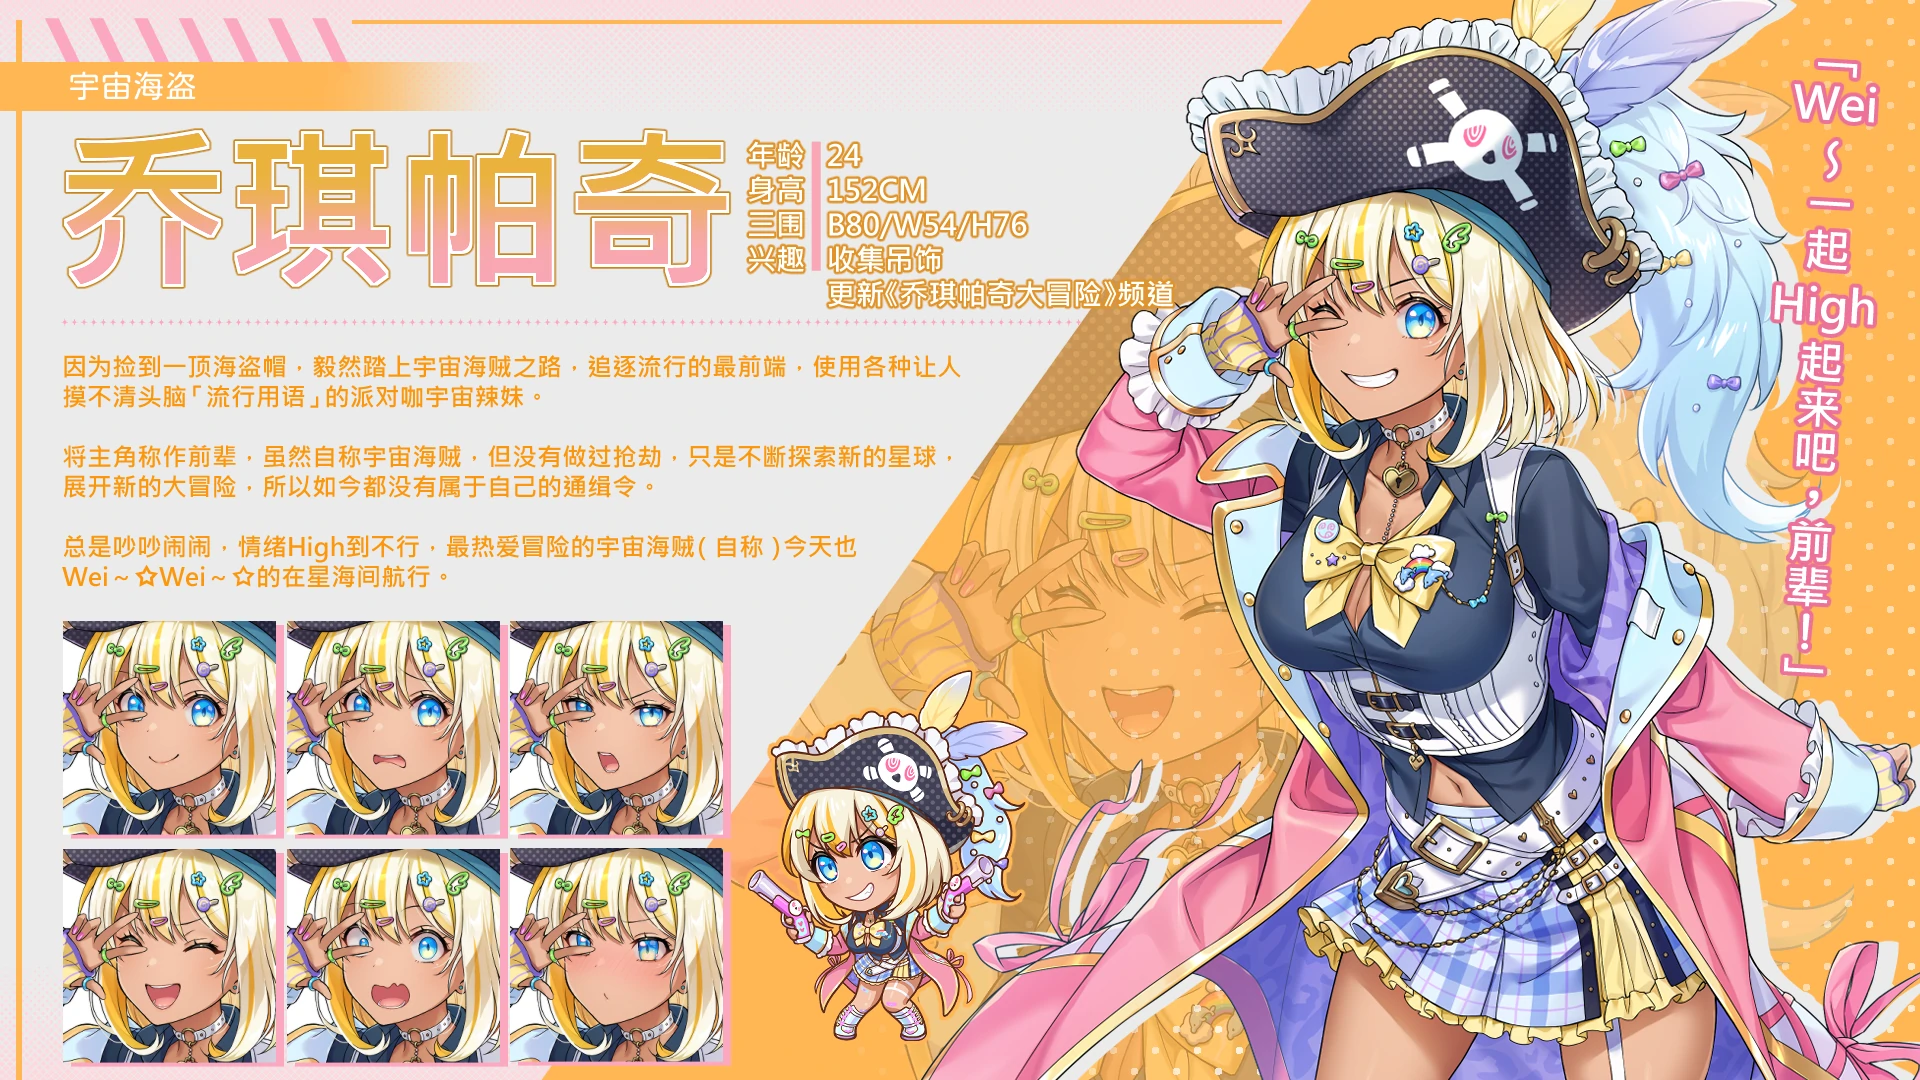 宇宙海盗
乔琪帕奇
年龄 24
身高 152CM
三围 B80/W54/H76
兴趣 收集吊饰
更新《乔琪帕奇大冒险》频道
因为捡到一顶海盗帽，毅然踏上宇宙海贼之路，追逐流行的最前端，使用各种让人
摸不清头脑「流行用语」的派对咖宇宙辣妹。
将主角称作前辈，虽然自称宇宙海贼，但没有做过抢劫，只是不断探索新的星球，
展开新的大冒险，所以如今都没有属于自己的通缉令。
总是吵吵闹闹，情绪High到不行，最热爱冒险的宇宙海贼(自称)今天也
Wei～✩Wei～✩的在星海间航行。
「Wei～一起High起来吧，前辈！」